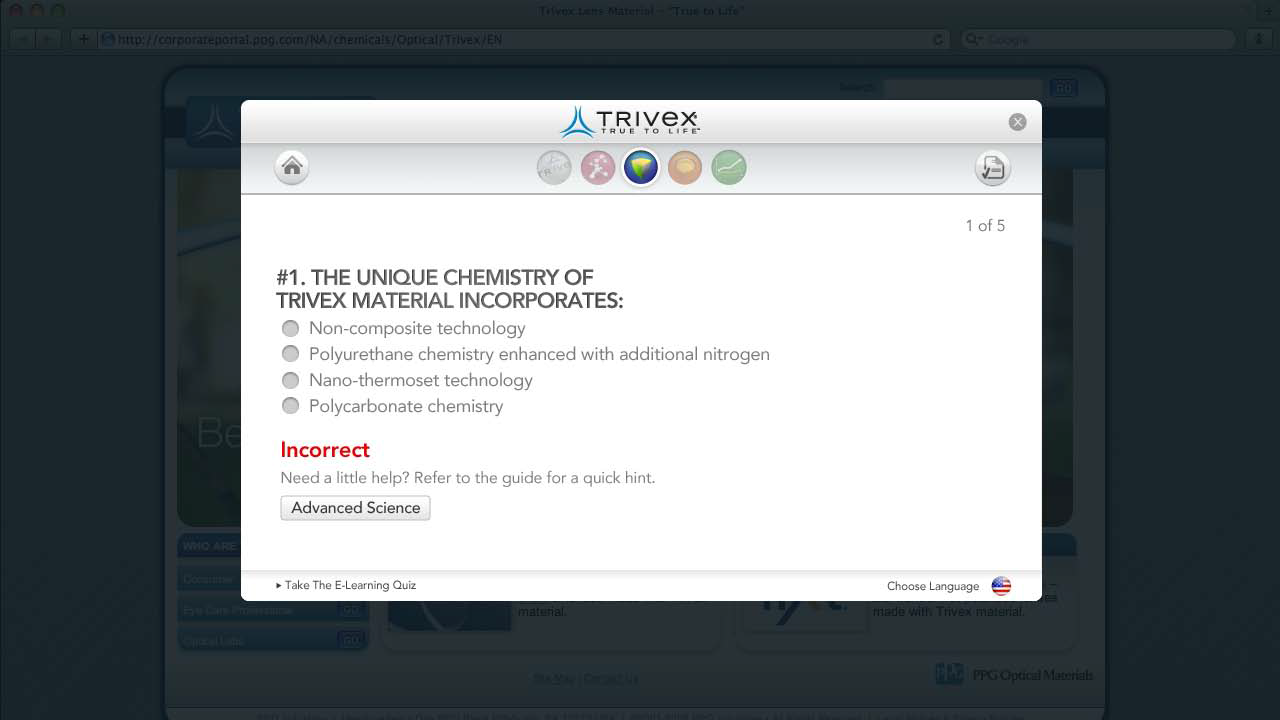 Trivex Lens Material – "True to Life"
http://corporateportal.ppg.com/NA/chemicals/Optical/Trivex/EN
Google
Search
GO
TRIVEX
TRUE TO LIFE™
1 of 5
#1. THE UNIQUE CHEMISTRY OF
TRIVEX MATERIAL INCORPORATES:
Non-composite technology
Polyurethane chemistry enhanced with additional nitrogen
Nano-thermoset technology
Polycarbonate chemistry
Be
Incorrect
Need a little help? Refer to the guide for a quick hint.
Advanced Science
WHO ARE
Consumer
Take The E-Learning Quiz
Choose Language
Eye Care Professional GO
material.
made with Trivex material.
Optical Labs GO
Site Map | Contact Us
PPG PPG Optical Materials